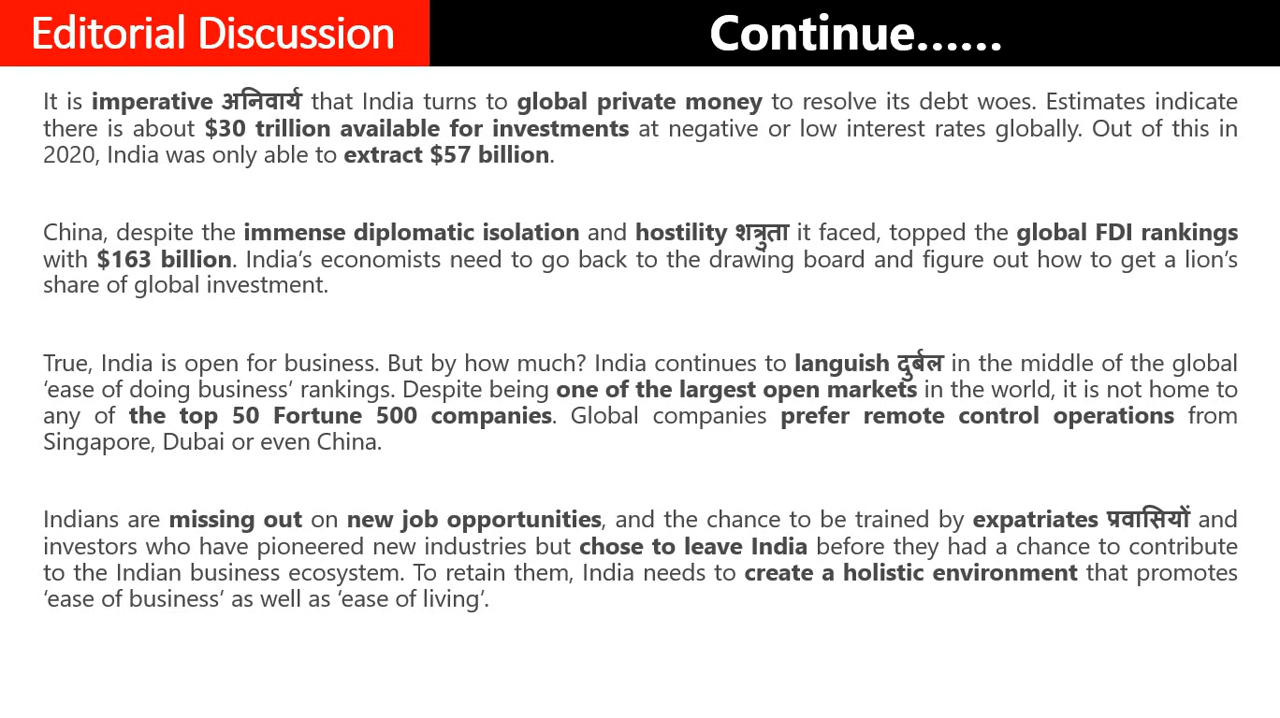 Editorial Discussion
Continue......
It is imperative अनिवार्य that India turns to global private money to resolve its debt woes. Estimates indicate
there is about $30 trillion available for investments at negative or low interest rates globally. Out of this in
2020, India was only able to extract $57 billion.
China, despite the immense diplomatic isolation and hostility शत्रुता it faced, topped the global FDI rankings
with $163 billion. India's economists need to go back to the drawing board and figure out how to get a lion's
share of global investment.
True, India is open for business. But by how much? India continues to languish दुर्बल in the middle of the global
‘ease of doing business’ rankings. Despite being one of the largest open markets in the world, it is not home to
any of the top 50 Fortune 500 companies. Global companies prefer remote control operations from
Singapore, Dubai or even China.
Indians are missing out on new job opportunities, and the chance to be trained by expatriates प्रवासियों and
investors who have pioneered new industries but chose to leave India before they had a chance to contribute
to the Indian business ecosystem. To retain them, India needs to create a holistic environment that promotes
‘ease of business’ as well as ‘ease of living’.